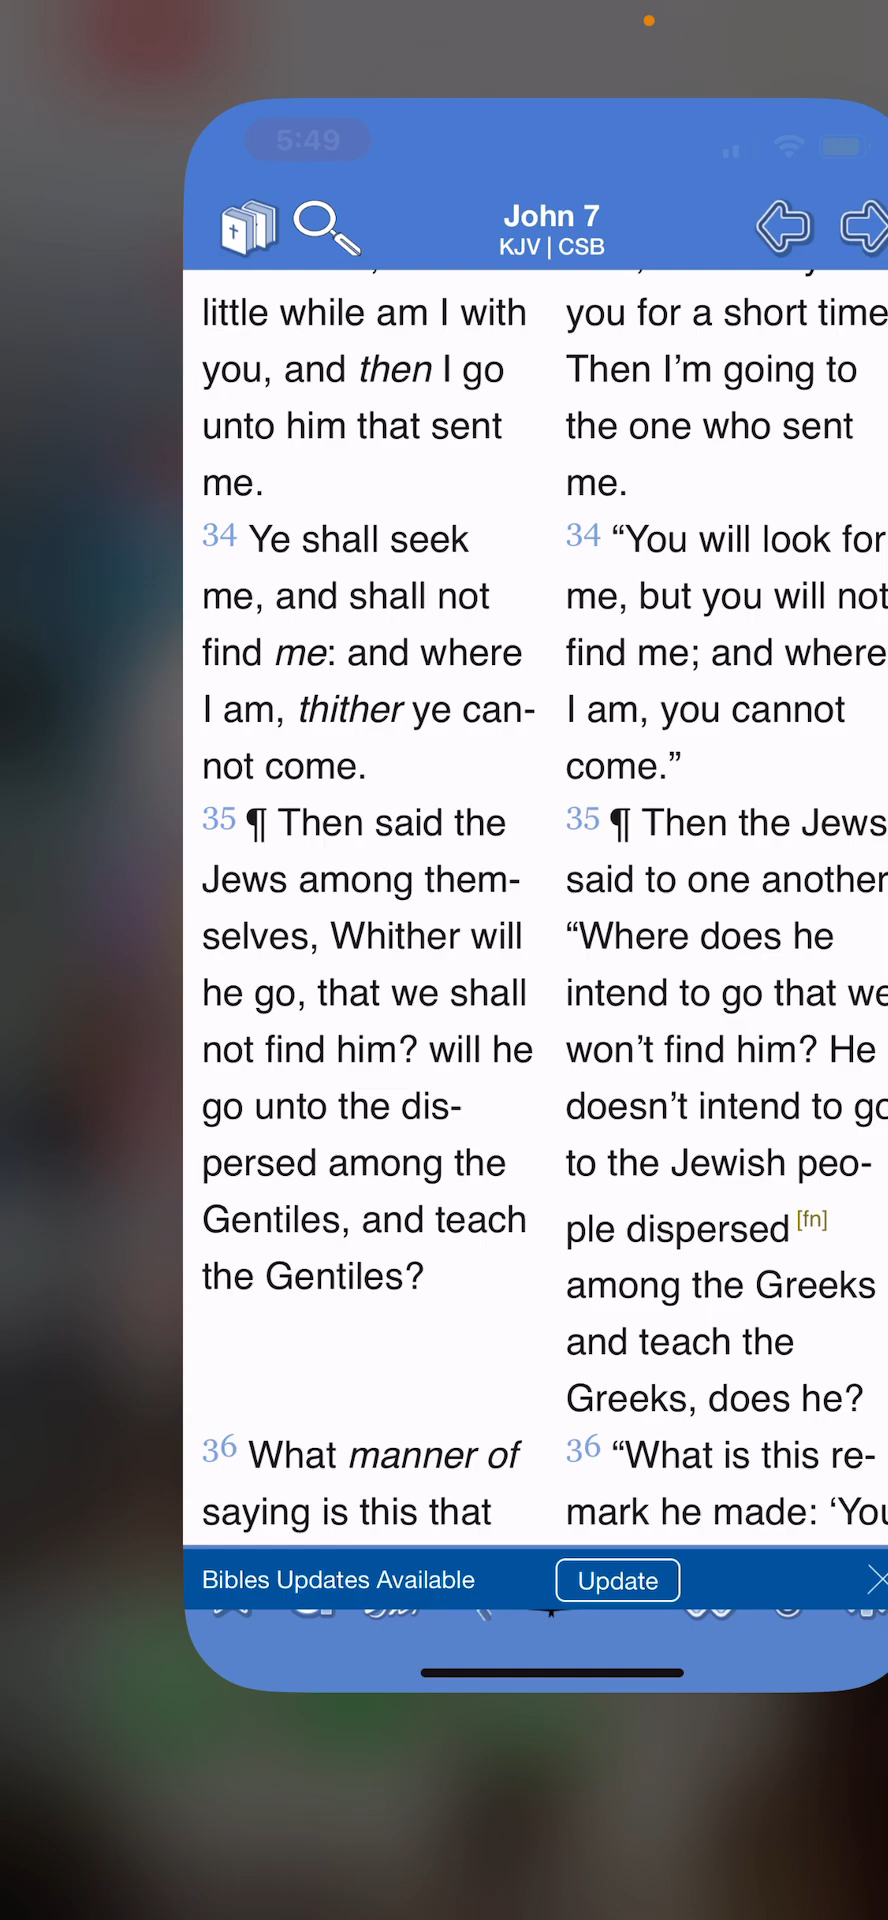 5:49
John 7
KJV | CSB
little while am I with
you, and then I go
unto him that sent
me.
34 Ye shall seek
me, and shall not
find me: and where
I am, thither ye can-
not come.
35 ¶ Then said the
Jews among them-
selves, Whither will
he go, that we shall
not find him? will he
go unto the dis-
persed among the
Gentiles, and teach
the Gentiles?
36 What manner of
saying is this that
you for a short time
Then I’m going to
the one who sent
me.
34 “You will look for
me, but you will not
find me; and where
I am, you cannot
come.”
35 ¶ Then the Jews
said to one another
“Where does he
intend to go that we
won’t find him? He
doesn’t intend to go
to the Jewish peo-
ple dispersed [fn]
among the Greeks
and teach the
Greeks, does he?
36 “What is this re-
mark he made: ‘You
Bibles Updates Available
Update